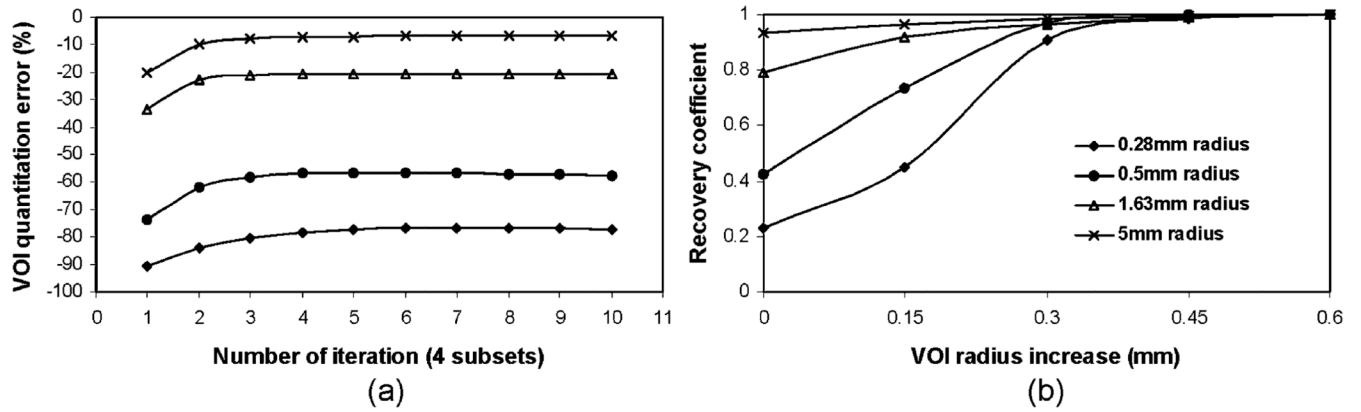 VOI quantitation error (%)
0
-10
-20
-30
-40
-50
-60
-70
-80
-90
-100
0 1 2 3 4 5 6 7 8 9 10 11
Number of iteration (4 subsets)
(a)
Recovery coefficient
1
0.8
0.6
0.4
0.2
0
0.28mm radius
0.5mm radius
1.63mm radius
5mm radius
0 0.15 0.3 0.45 0.6
VOI radius increase (mm)
(b)